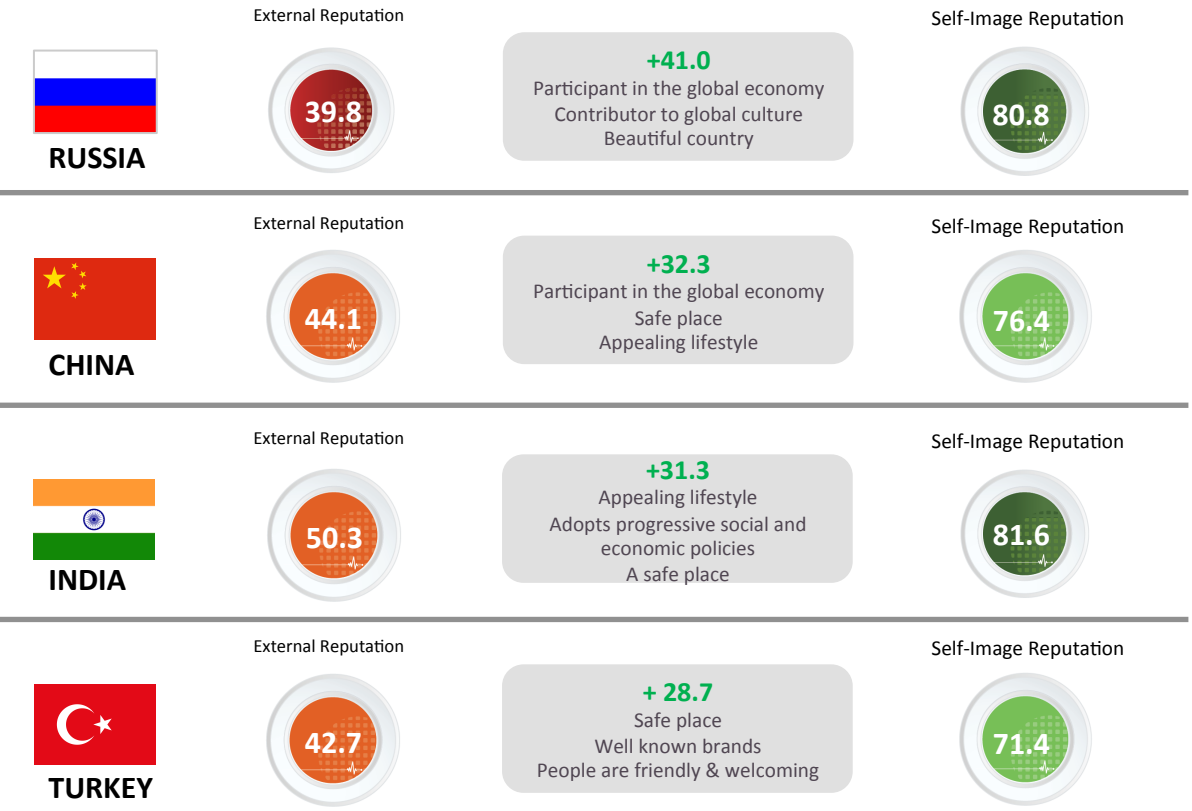 External Reputation
Self-Image Reputation
+41.0
Participant in the global economy
Contributor to global culture
Beautiful country
39.8
80.8
RUSSIA
External Reputation
Self-Image Reputation
+32.3
Participant in the global economy
Safe place
Appealing lifestyle
44.1
76.4
CHINA
External Reputation
Self-Image Reputation
+31.3
Appealing lifestyle
Adopts progressive social and
economic policies
A safe place
50.3
81.6
INDIA
External Reputation
Self-Image Reputation
+ 28.7
Safe place
Well known brands
People are friendly & welcoming
42.7
71.4
TURKEY